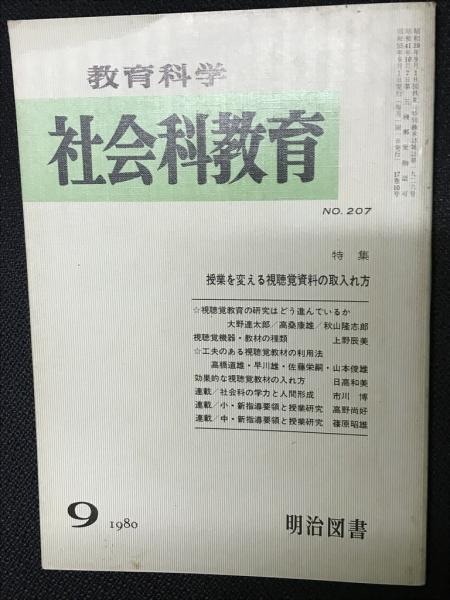 教育科学
社会科教育
NO. 207
特集
授業を変える視聴覚資料の取入れ方
☆視聴覚教育の研究はどう進んでいるか
大野連太郎／高桑康雄／秋山隆志郎
視聴覚機器・教材の種類 上野辰美
☆工夫のある視聴覚教材の利用法
高橋道雄・早川雄・佐藤栄嗣・山本俊雄
効果的な視聴覚教材の入れ方 日高和美
連載／社会科の学力と人間形成 市川博
連載／小・新指導要領と授業研究 高野尚好
連載／中・新指導要領と授業研究 篠原昭雄
9 1980
明治図書